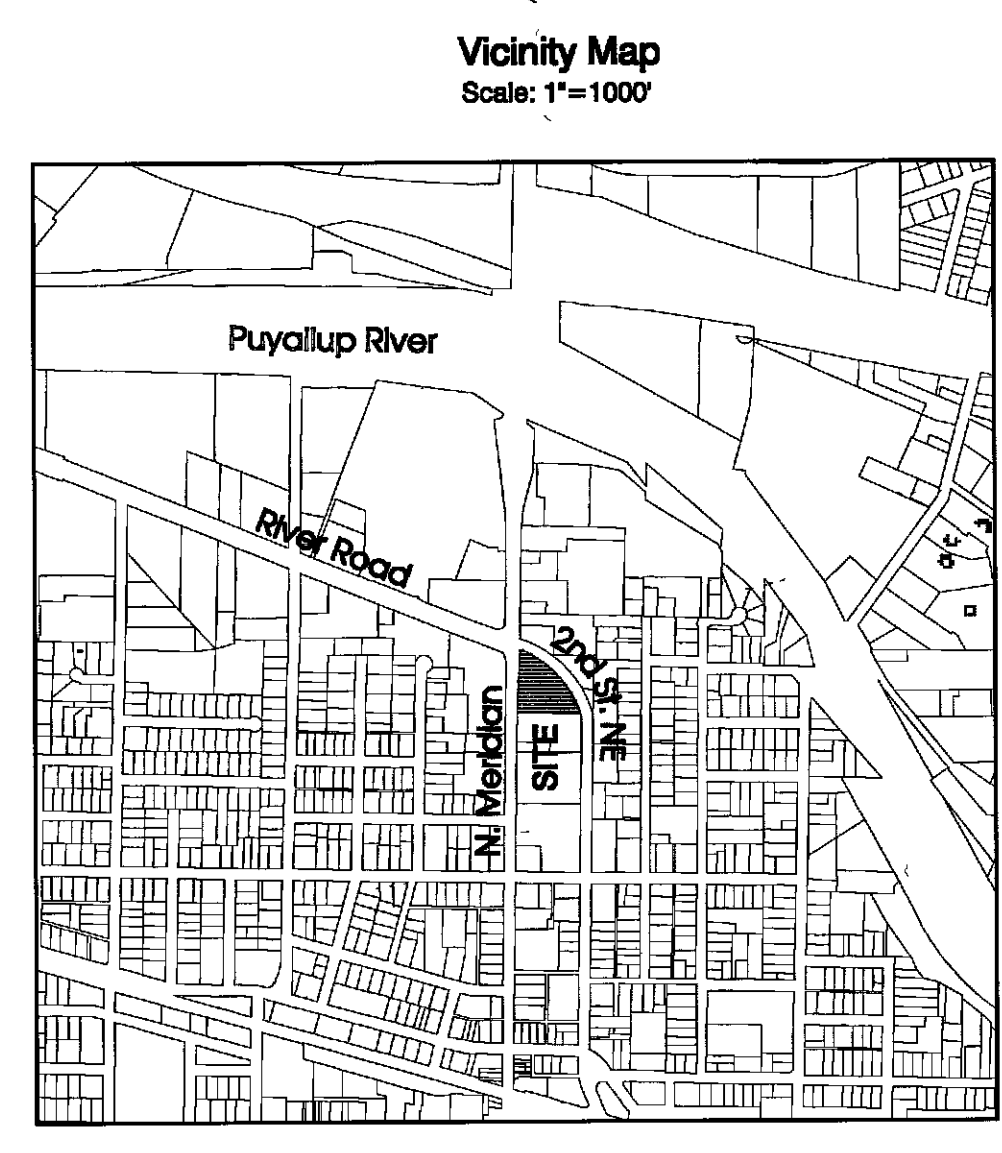 Vicinity Map
Scale: 1"=1000'
Puyallup River
River Road
2nd St. NE
N. Meridian
SITE